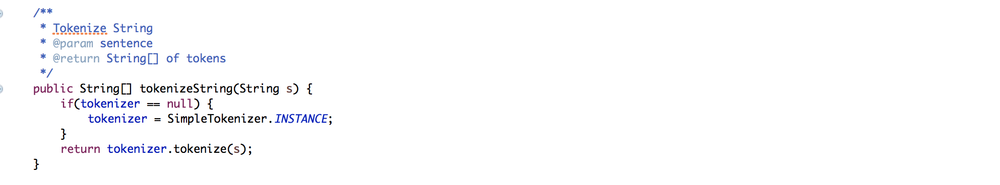 /**
 * Tokenize String
 * @param sentence
 * @return String[] of tokens
 */
public String[] tokenizeString(String s) {
    if(tokenizer == null) {
        tokenizer = SimpleTokenizer.INSTANCE;
    }
    return tokenizer.tokenize(s);
}